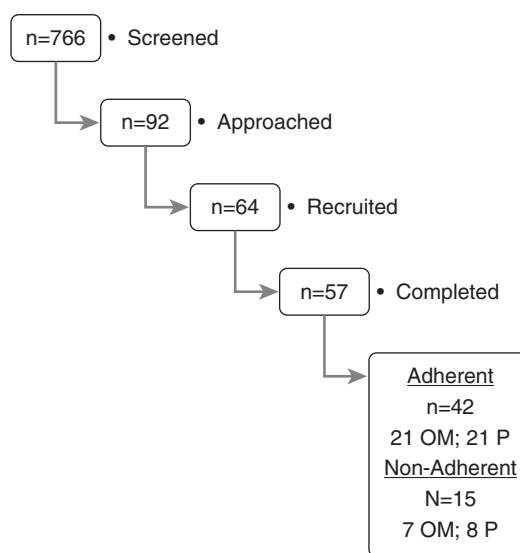 n=766 • Screened
n=92 • Approached
n=64 • Recruited
n=57 • Completed
Adherent
n=42
21 OM; 21 P
Non-Adherent
N=15
7 OM; 8 P